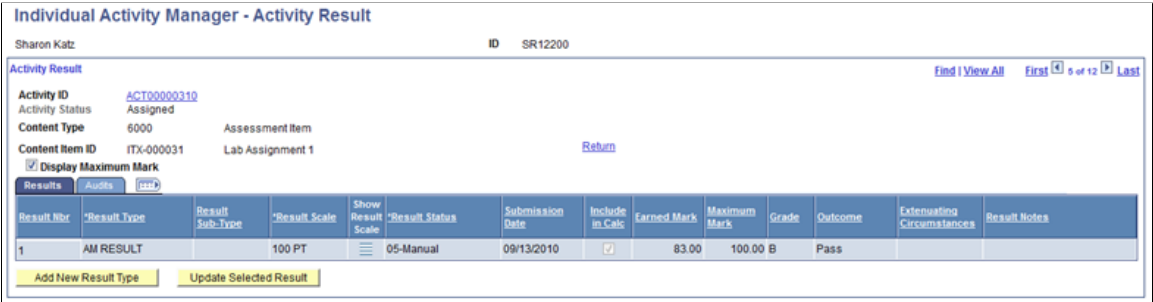 Individual Activity Manager - Activity Result
Sharon Katz ID SR12200
Activity Result Find | View All First 5 of 12 Last
Activity ID ACT00000310
Activity Status Assigned
Content Type 6000 Assessment Item
Content Item ID ITX-000031 Lab Assignment 1 Return
Display Maximum Mark
Results Audits
Result Nbr *Result Type Result Sub-Type *Result Scale Show Result Scale *Result Status Submission Date Include in Calc Earned Mark Maximum Mark Grade Outcome Extenuating Circumstances Result Notes
1 AM RESULT 100 PT 05-Manual 09/13/2010 83.00 100.00 B Pass
Add New Result Type Update Selected Result